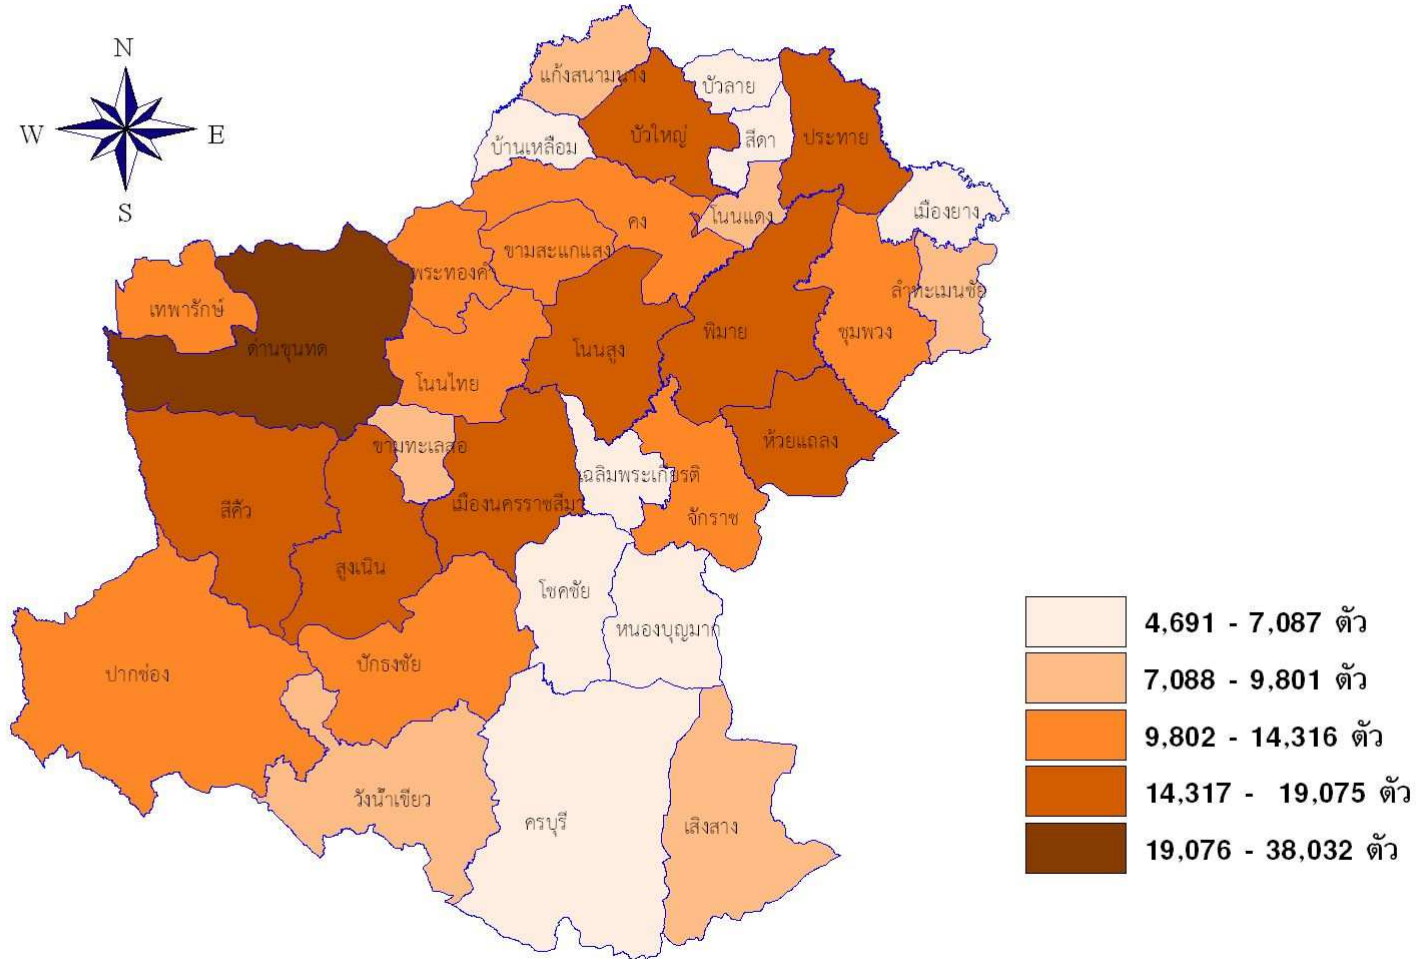 N
W E
S
แก้งสนามนาง
บัวลาย
บ้านเหลื่อม
บัวใหญ่
สีดา
ประทาย
คง
โนนแดง
เมืองยาง
ขามสะแกแสง
พระทองคำ
ลำทะเมนชัย
เทพารักษ์
ด่านขุนทด
โนนสูง
พิมาย
ชุมพวง
โนนไทย
ขามทะเลสอ
ห้วยแถลง
เฉลิมพระเกียรติ
สีคิ้ว
เมืองนครราชสีมา
จักราช
สูงเนิน
โชคชัย
หนองบุญมาก
ปากช่อง
ปักธงชัย
วังน้ำเขียว
ครบุรี
เสิงสาง
4,691 - 7,087 ตัว
7,088 - 9,801 ตัว
9,802 - 14,316 ตัว
14,317 - 19,075 ตัว
19,076 - 38,032 ตัว